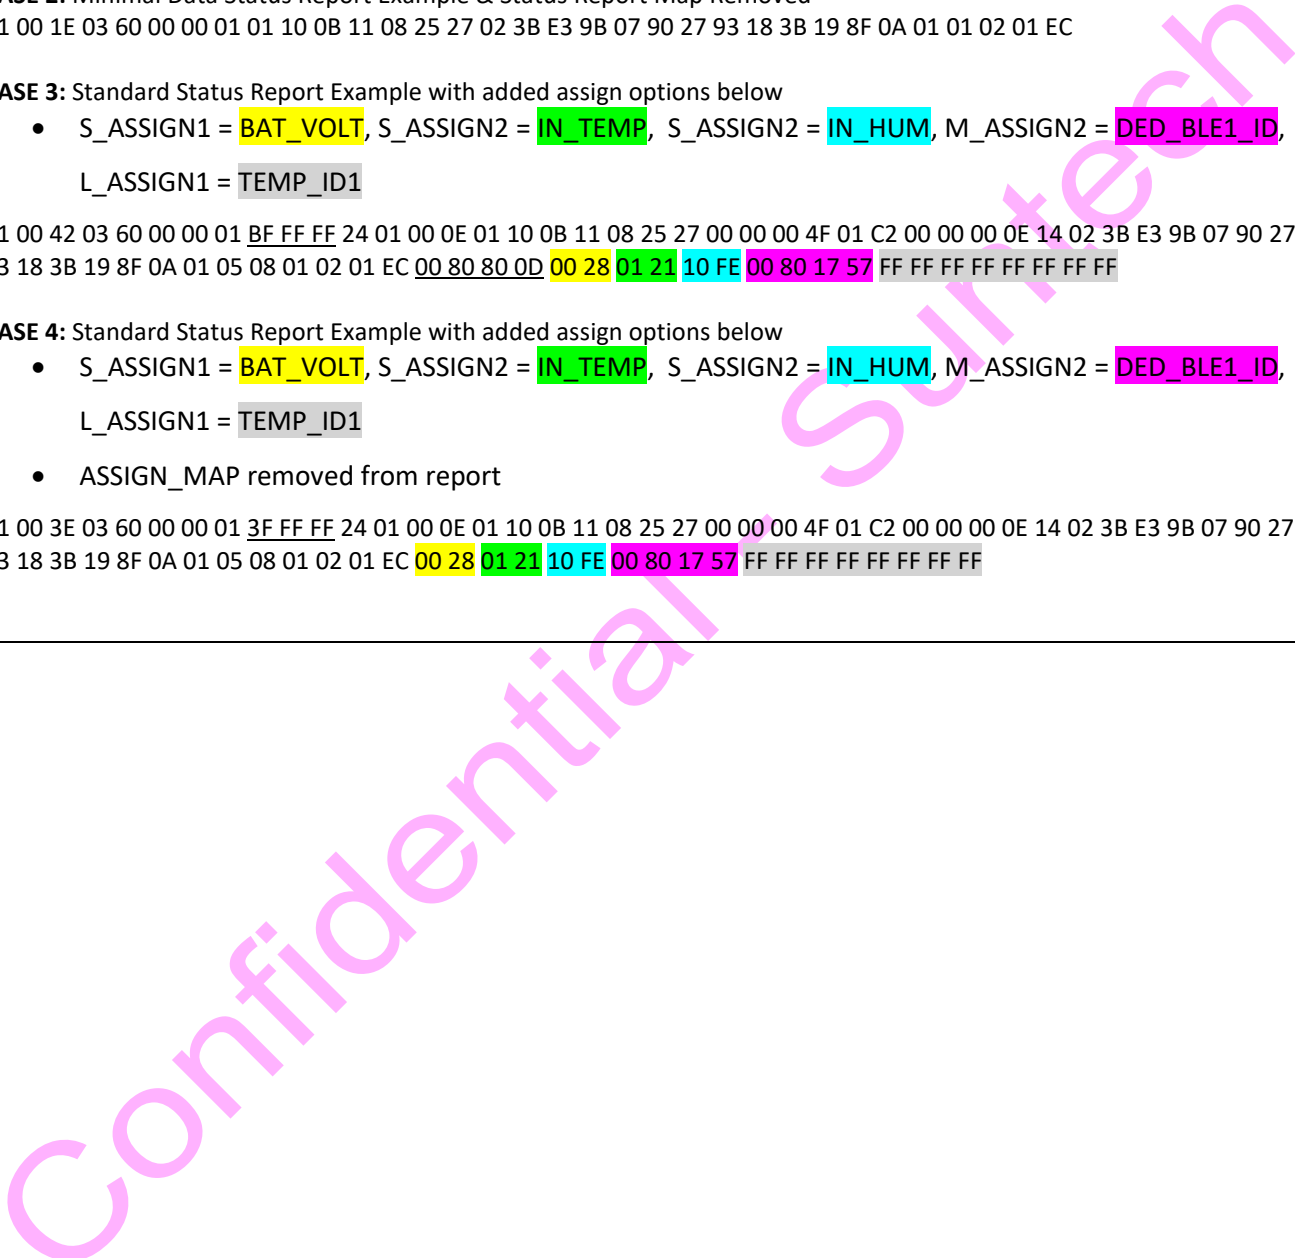 ASE 2: Minimal Data Status Report Example & Status Report Map Removed
1 00 1E 03 60 00 00 01 01 10 0B 11 08 25 27 02 3B E3 9B 07 90 27 93 18 3B 19 8F 0A 01 01 02 01 EC
ASE 3: Standard Status Report Example with added assign options below
• S_ASSIGN1 = BAT_VOLT, S_ASSIGN2 = IN_TEMP, S_ASSIGN2 = IN_HUM, M_ASSIGN2 = DED_BLE1_ID,
L_ASSIGN1 = TEMP_ID1
1 00 42 03 60 00 00 01 BF FF FF 24 01 00 0E 01 10 0B 11 08 25 27 00 00 00 4F 01 C2 00 00 00 0E 14 02 3B E3 9B 07 90 27
3 18 3B 19 8F 0A 01 05 08 01 02 01 EC 00 80 80 0D 00 28 01 21 10 FE 00 80 17 57 FF FF FF FF FF FF FF FF
ASE 4: Standard Status Report Example with added assign options below
• S_ASSIGN1 = BAT_VOLT, S_ASSIGN2 = IN_TEMP, S_ASSIGN2 = IN_HUM, M_ASSIGN2 = DED_BLE1_ID,
L_ASSIGN1 = TEMP_ID1
• ASSIGN_MAP removed from report
1 00 3E 03 60 00 00 01 3F FF FF 24 01 00 0E 01 10 0B 11 08 25 27 00 00 00 4F 01 C2 00 00 00 0E 14 02 3B E3 9B 07 90 27
3 18 3B 19 8F 0A 01 05 08 01 02 01 EC 00 28 01 21 10 FE 00 80 17 57 FF FF FF FF FF FF FF FF
Confidential - Suntech